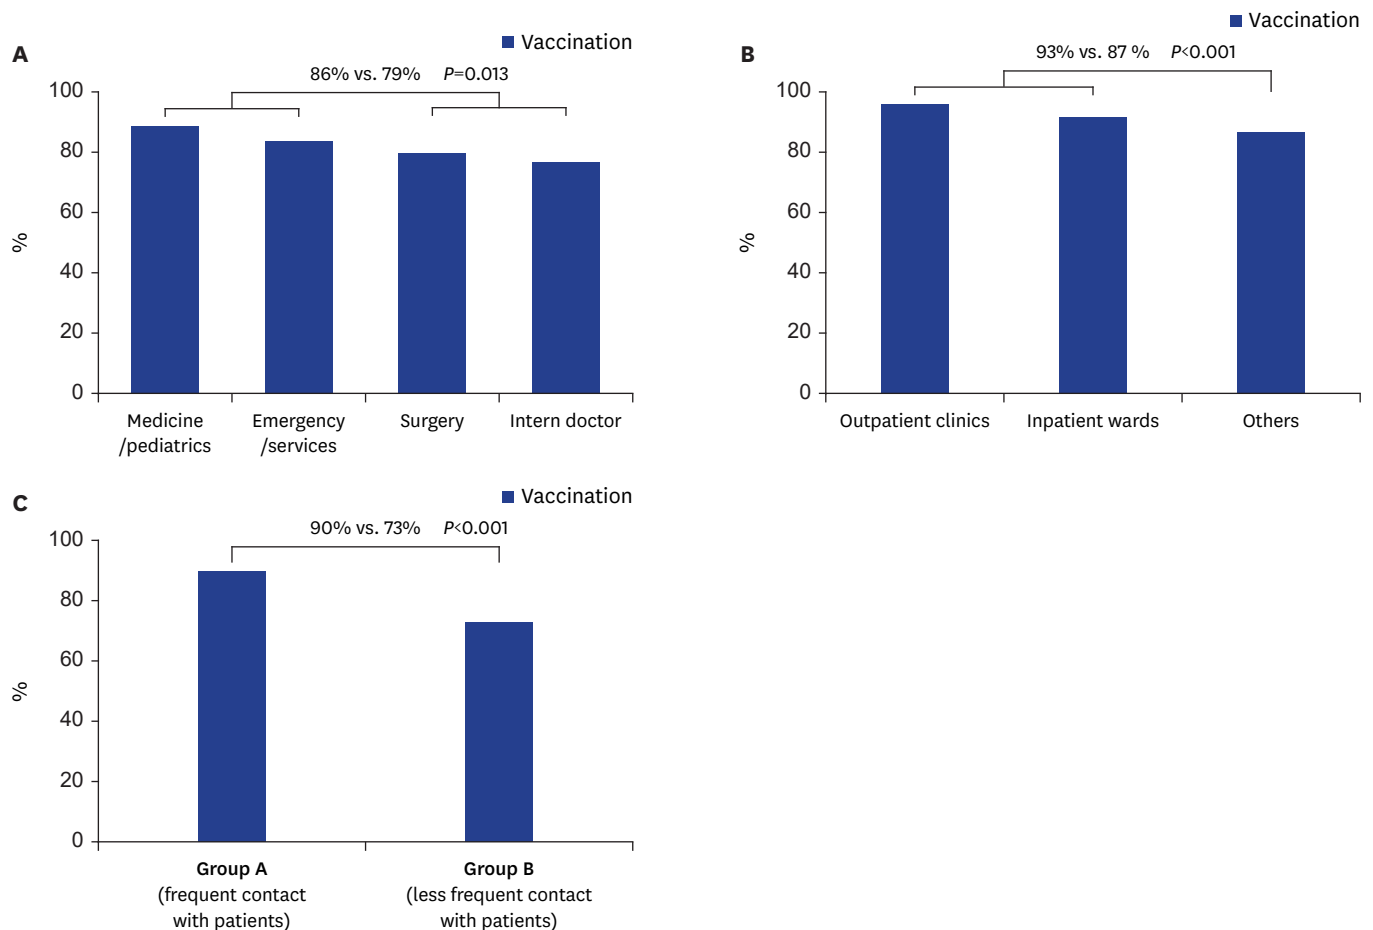 A
Vaccination
86% vs. 79% P=0.013
%
100
80
60
40
20
0
Medicine
/pediatrics
Emergency
/services
Surgery
Intern doctor
B
Vaccination
93% vs. 87 % P<0.001
%
100
80
60
40
20
0
Outpatient clinics
Inpatient wards
Others
C
Vaccination
90% vs. 73% P<0.001
%
100
80
60
40
20
0
Group A
(frequent contact
with patients)
Group B
(less frequent contact
with patients)